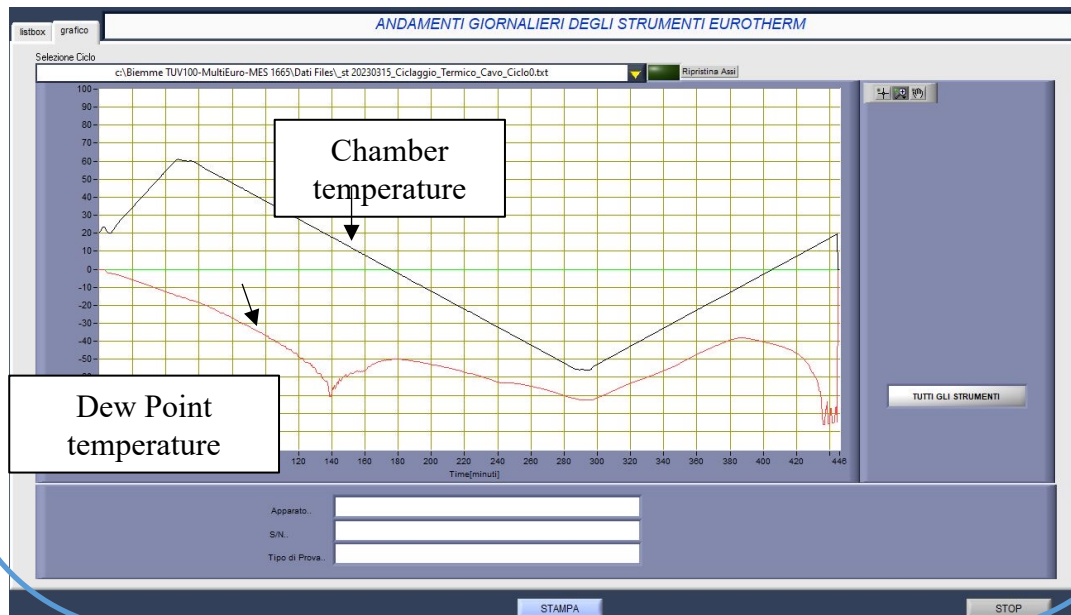 ANDAMENTI GIORNALIERI DEGLI STRUMENTI EUROTHERM
listbox
grafico
Selezione Ciclo
c:\Biemme TUV100-MultiEuro-MES 1665\Dati Files\_st 20230315_Ciclaggio_Termico_Cavo_Ciclo0.txt
Ripristina Assi
100
90
80
70
60
50
40
30
20
10
0
-10
-20
-30
-40
-50
Chamber
temperature
Dew Point
temperature
120 140 160 180 200 220 240 260 280 300 320 340 360 380 400 420 446
Time[minuti]
TUTTI GLI STRUMENTI
Apparato..
S/N..
Tipo di Prova..
STAMPA
STOP